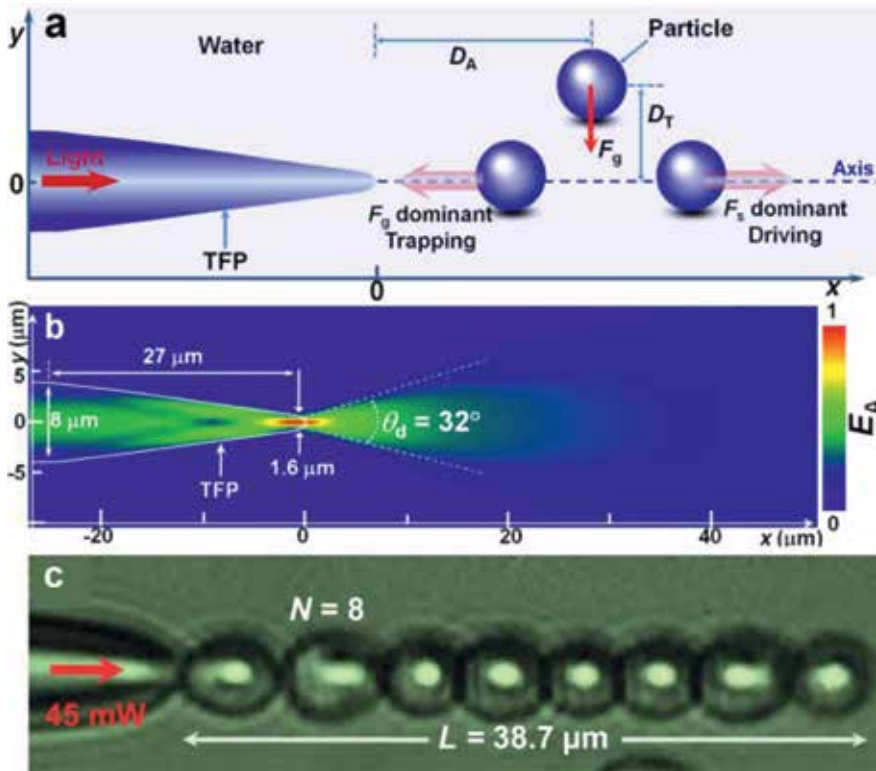 a
y
Water
Particle
D_A
D_T
F_g
Light
0
Axis
F_g dominant
Trapping
F_s dominant
Driving
TFP
0
x
b
y (μm)
1
27 μm
5
8 μm
0
θ_d = 32°
E_A
1.6 μm
-5
TFP
0
-20
0
20
40
x (μm)
c
N = 8
45 mW
L = 38.7 μm